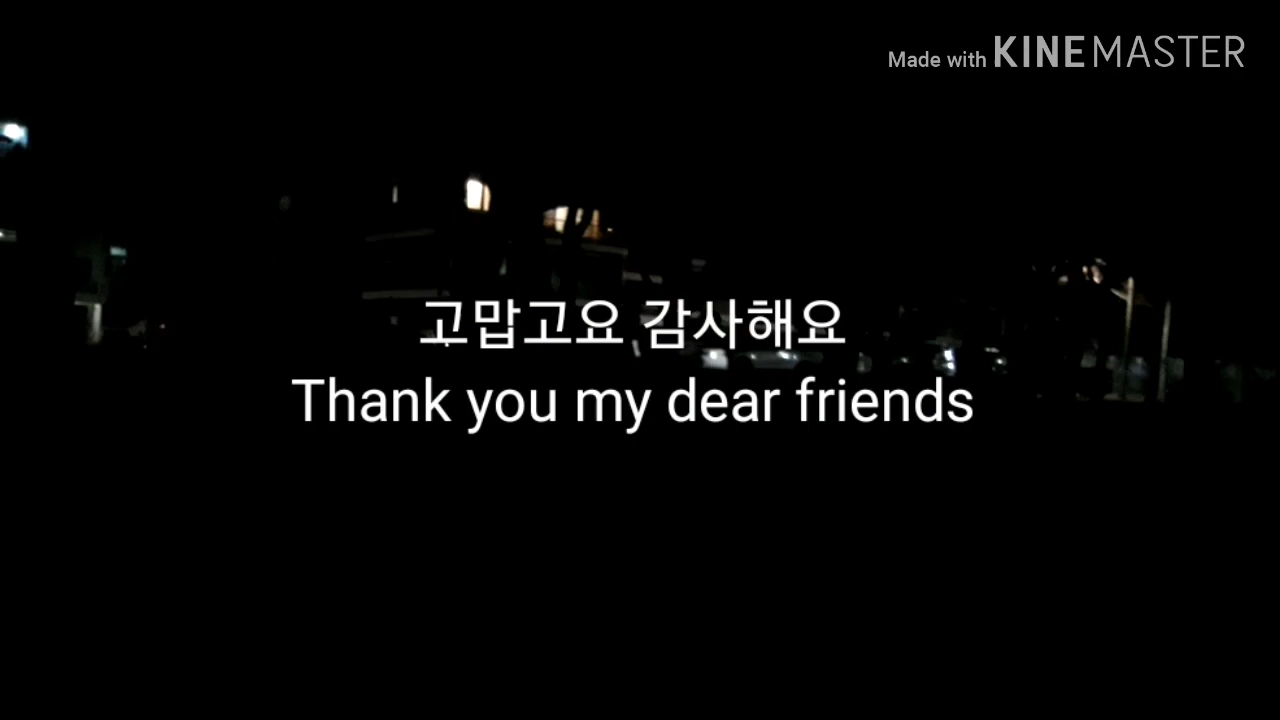 Made with KINEMASTER
고맙고요 감사해요
Thank you my dear friends